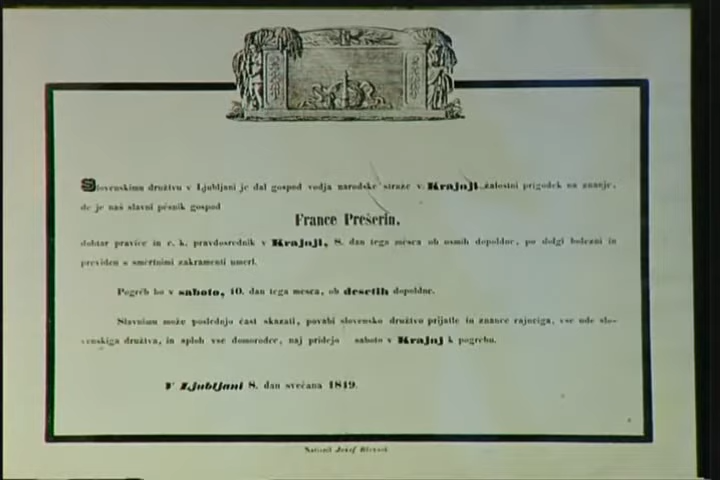 Slovenskimu družtvu v Ljubljani je dal gospod vodja narodske straže v Krajnji žalostni prigodek na znanje,
de je naš slavni pésnik gospod
France Prešerin,
dohtar pravice in c. k. pravdosrednik v Krajnji, 8. dan tega mesca ob osmih dopoldne, po dolgi bolezni in
previden s smertnimi zakramenti umerl.
Pogréb bo v saboto, 10. dan tega mesca, ob desetih dopoldne.
Slavnimu možu poslednjo čast skazati, povabi slovensko družtvo prijatle in znance rajnciga, vse ude slo-
venskiga družtva, in sploh vse domorodce, naj pridejo saboto v Krajnj k pogrebu.
V Ljubljani 8. dan svečana 1849.
Natisnil Jožef Blaznik